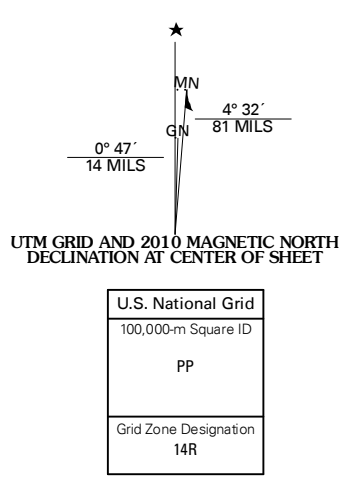 MN
4° 32´
81 MILS
GN
0° 47´
14 MILS
UTM GRID AND 2010 MAGNETIC NORTH
DECLINATION AT CENTER OF SHEET
U.S. National Grid
100,000-m Square ID
PP
Grid Zone Designation
14R